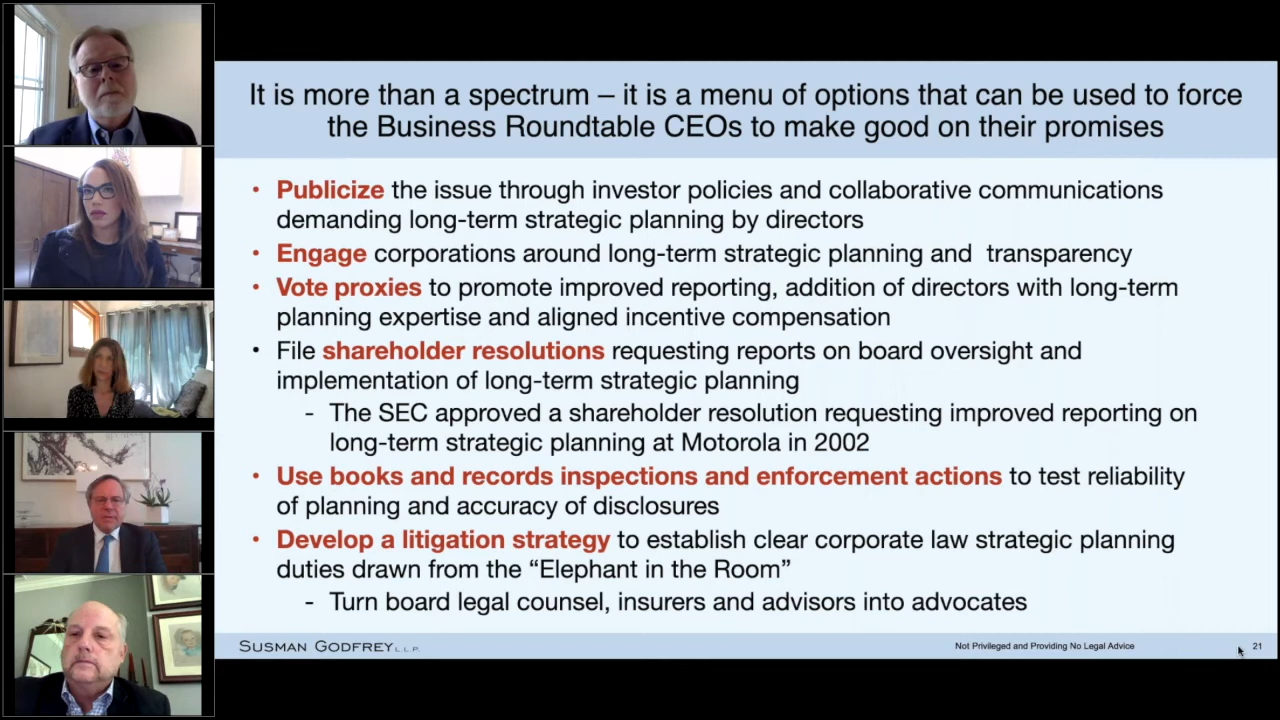 It is more than a spectrum – it is a menu of options that can be used to force
the Business Roundtable CEOs to make good on their promises
• Publicize the issue through investor policies and collaborative communications
demanding long-term strategic planning by directors
• Engage corporations around long-term strategic planning and  transparency
• Vote proxies to promote improved reporting, addition of directors with long-term
planning expertise and aligned incentive compensation
• File shareholder resolutions requesting reports on board oversight and
implementation of long-term strategic planning
- The SEC approved a shareholder resolution requesting improved reporting on
long-term strategic planning at Motorola in 2002
• Use books and records inspections and enforcement actions to test reliability
of planning and accuracy of disclosures
• Develop a litigation strategy to establish clear corporate law strategic planning
duties drawn from the “Elephant in the Room”
- Turn board legal counsel, insurers and advisors into advocates
SUSMAN GODFREY L.L.P.
Not Privileged and Providing No Legal Advice
21